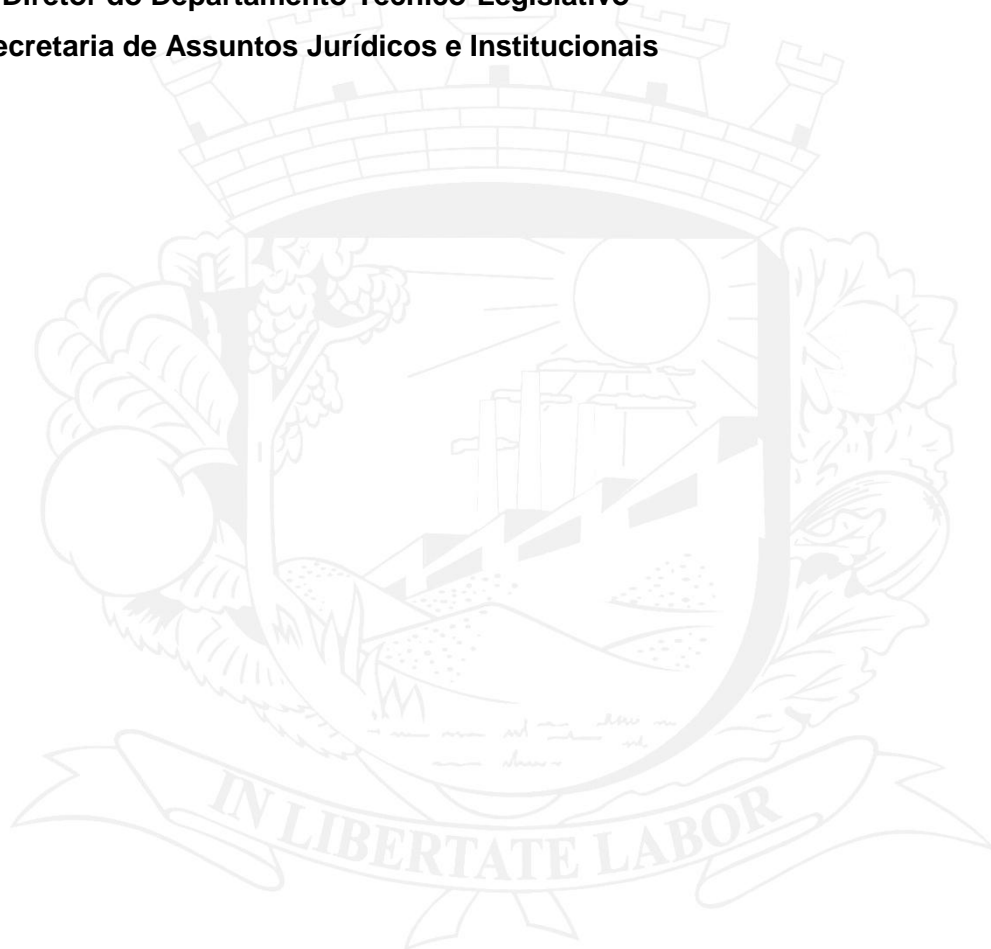 Diretor do Departamento Técnico-Legislativo
ecretaria de Assuntos Jurídicos e Institucionais
IN LIBERTATE LABOR